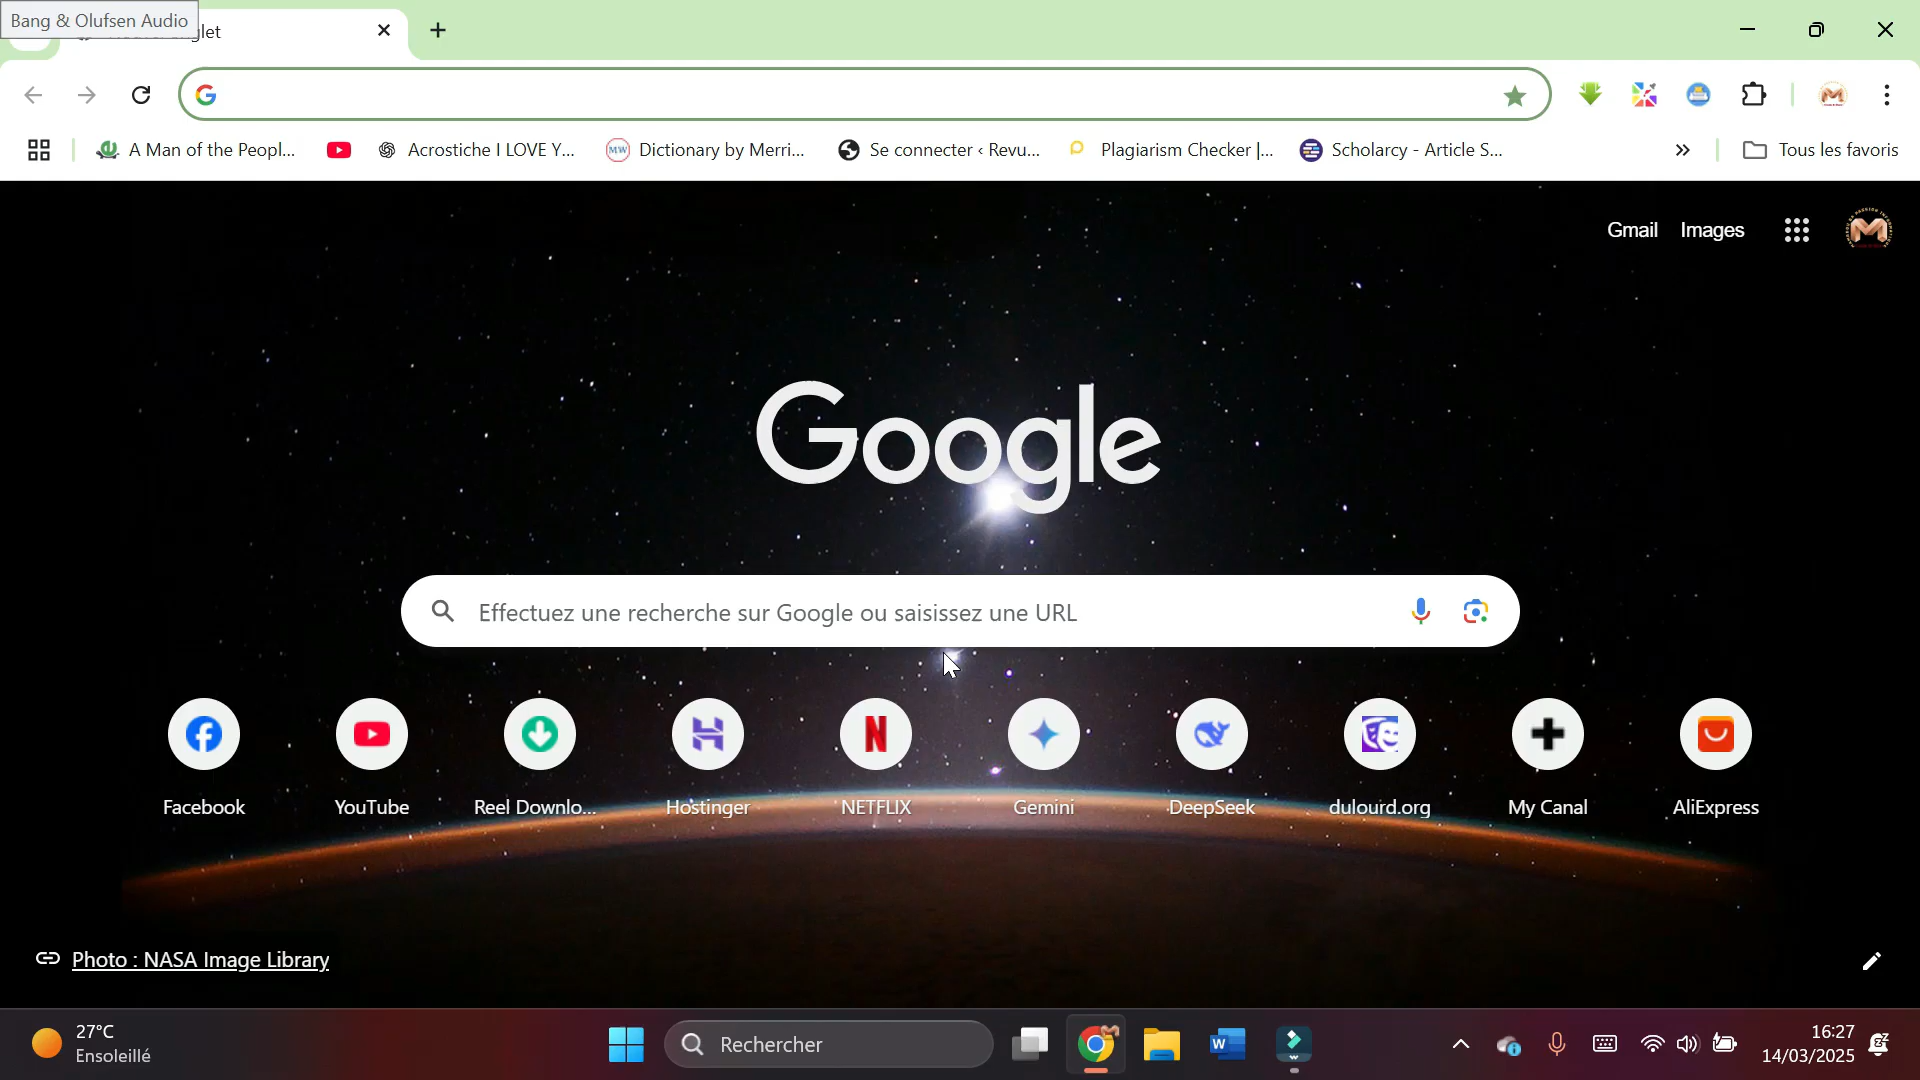 Bang & Olufsen Audio
glet
A Man of the Peopl...
Acrostiche I LOVE Y...
MW
Dictionary by Merri...
Se connecter ‹ Revu...
Plagiarism Checker |...
Scholarcy - Article S...
»
Tous les favoris
Gmail
Images
Google
Effectuez une recherche sur Google ou saisissez une URL
Facebook
YouTube
Reel Downlo...
Hostinger
NETFLIX
Gemini
DeepSeek
dulourd.org
My Canal
AliExpress
Photo : NASA Image Library
27°C
Ensoleillé
Rechercher
16:27
14/03/2025